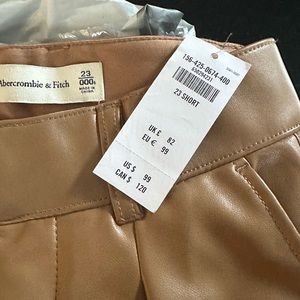 Abercrombie & Fitch
23
000s
MADE IN
CHINA
156-425-0674-400
23 SHORT
UK £ 82
EU € 99
US $ 99
CAN $ 120